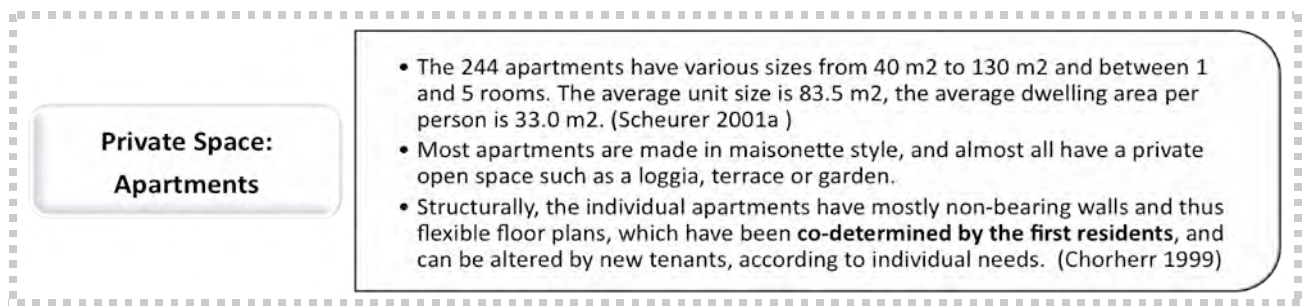 Private Space:
Apartments
• The 244 apartments have various sizes from 40 m2 to 130 m2 and between 1
and 5 rooms. The average unit size is 83.5 m2, the average dwelling area per
person is 33.0 m2. (Scheurer 2001a )
• Most apartments are made in maisonette style, and almost all have a private
open space such as a loggia, terrace or garden.
• Structurally, the individual apartments have mostly non-bearing walls and thus
flexible floor plans, which have been co-determined by the first residents, and
can be altered by new tenants, according to individual needs.  (Chorherr 1999)